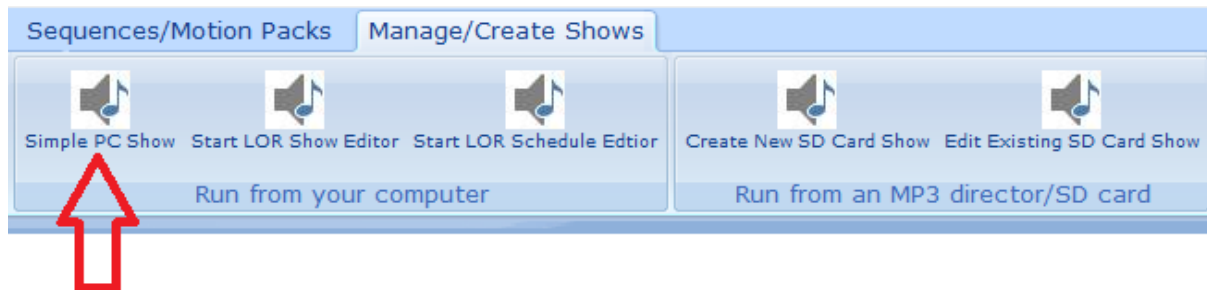 Sequences/Motion Packs Manage/Create Shows
Simple PC Show Start LOR Show Editor Start LOR Schedule Edtior Create New SD Card Show Edit Existing SD Card Show
Run from your computer Run from an MP3 director/SD card